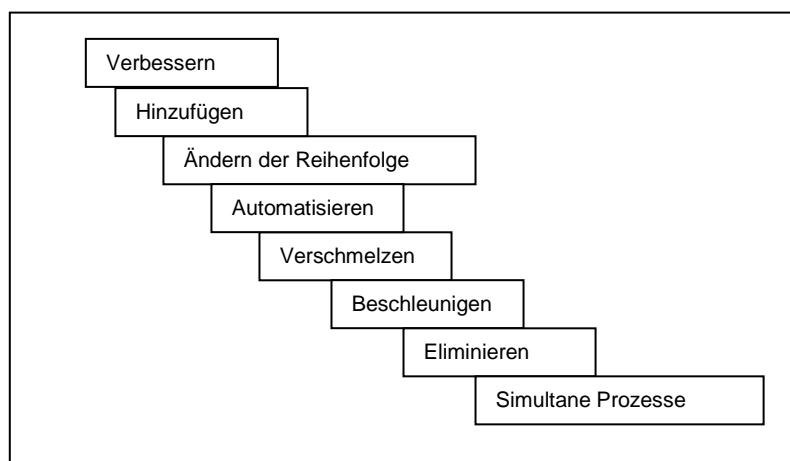 Verbessern
Hinzufügen
Ändern der Reihenfolge
Automatisieren
Verschmelzen
Beschleunigen
Eliminieren
Simultane Prozesse